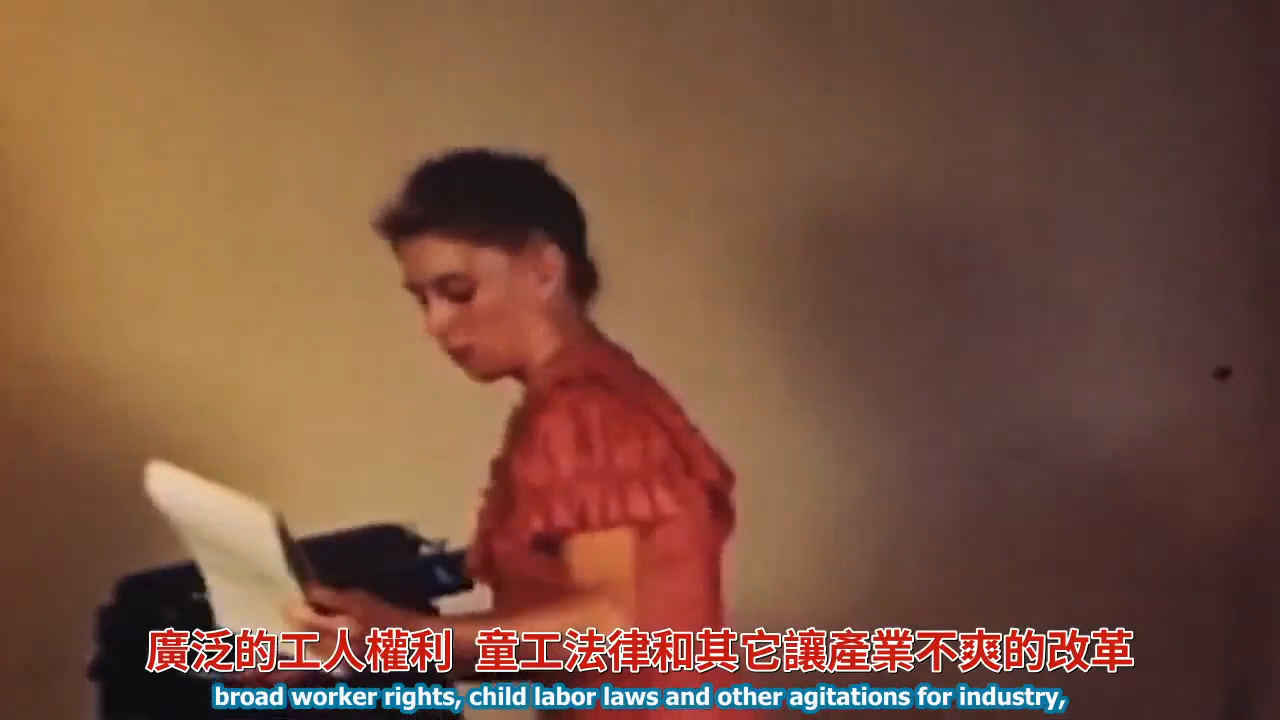 廣泛的工人權利 童工法律和其它讓產業不爽的改革
broad worker rights, child labor laws and other agitations for industry,